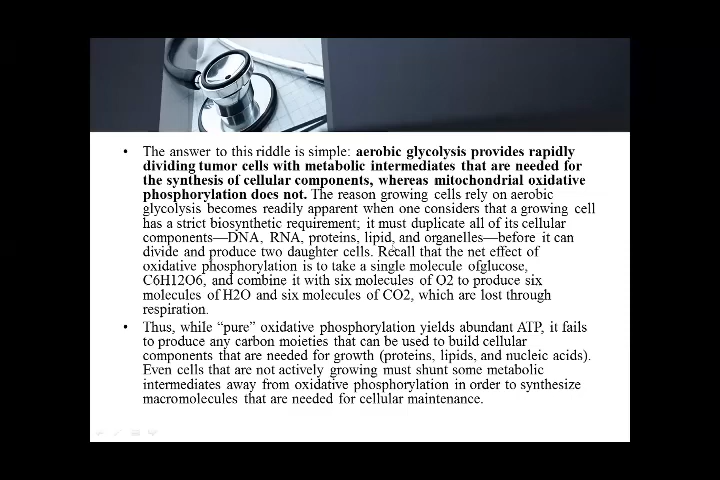 • The answer to this riddle is simple: aerobic glycolysis provides rapidly
dividing tumor cells with metabolic intermediates that are needed for
the synthesis of cellular components, whereas mitochondrial oxidative
phosphorylation does not. The reason growing cells rely on aerobic
glycolysis becomes readily apparent when one considers that a growing cell
has a strict biosynthetic requirement; it must duplicate all of its cellular
components—DNA, RNA, proteins, lipid, and organelles—before it can
divide and produce two daughter cells. Recall that the net effect of
oxidative phosphorylation is to take a single molecule ofglucose,
C6H12O6, and combine it with six molecules of O2 to produce six
molecules of H2O and six molecules of CO2, which are lost through
respiration.
• Thus, while “pure” oxidative phosphorylation yields abundant ATP, it fails
to produce any carbon moieties that can be used to build cellular
components that are needed for growth (proteins, lipids, and nucleic acids).
Even cells that are not actively growing must shunt some metabolic
intermediates away from oxidative phosphorylation in order to synthesize
macromolecules that are needed for cellular maintenance.